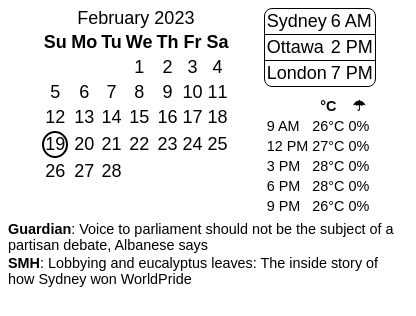 February 2023
Su Mo Tu We Th Fr Sa
1 2 3 4
5 6 7 8 9 10 11
12 13 14 15 16 17 18
19 20 21 22 23 24 25
26 27 28
Sydney 6 AM
Ottawa 2 PM
London 7 PM
°C ☂
9 AM 26°C 0%
12 PM 27°C 0%
3 PM 28°C 0%
6 PM 28°C 0%
9 PM 26°C 0%
Guardian: Voice to parliament should not be the subject of a
partisan debate, Albanese says
SMH: Lobbying and eucalyptus leaves: The inside story of
how Sydney won WorldPride